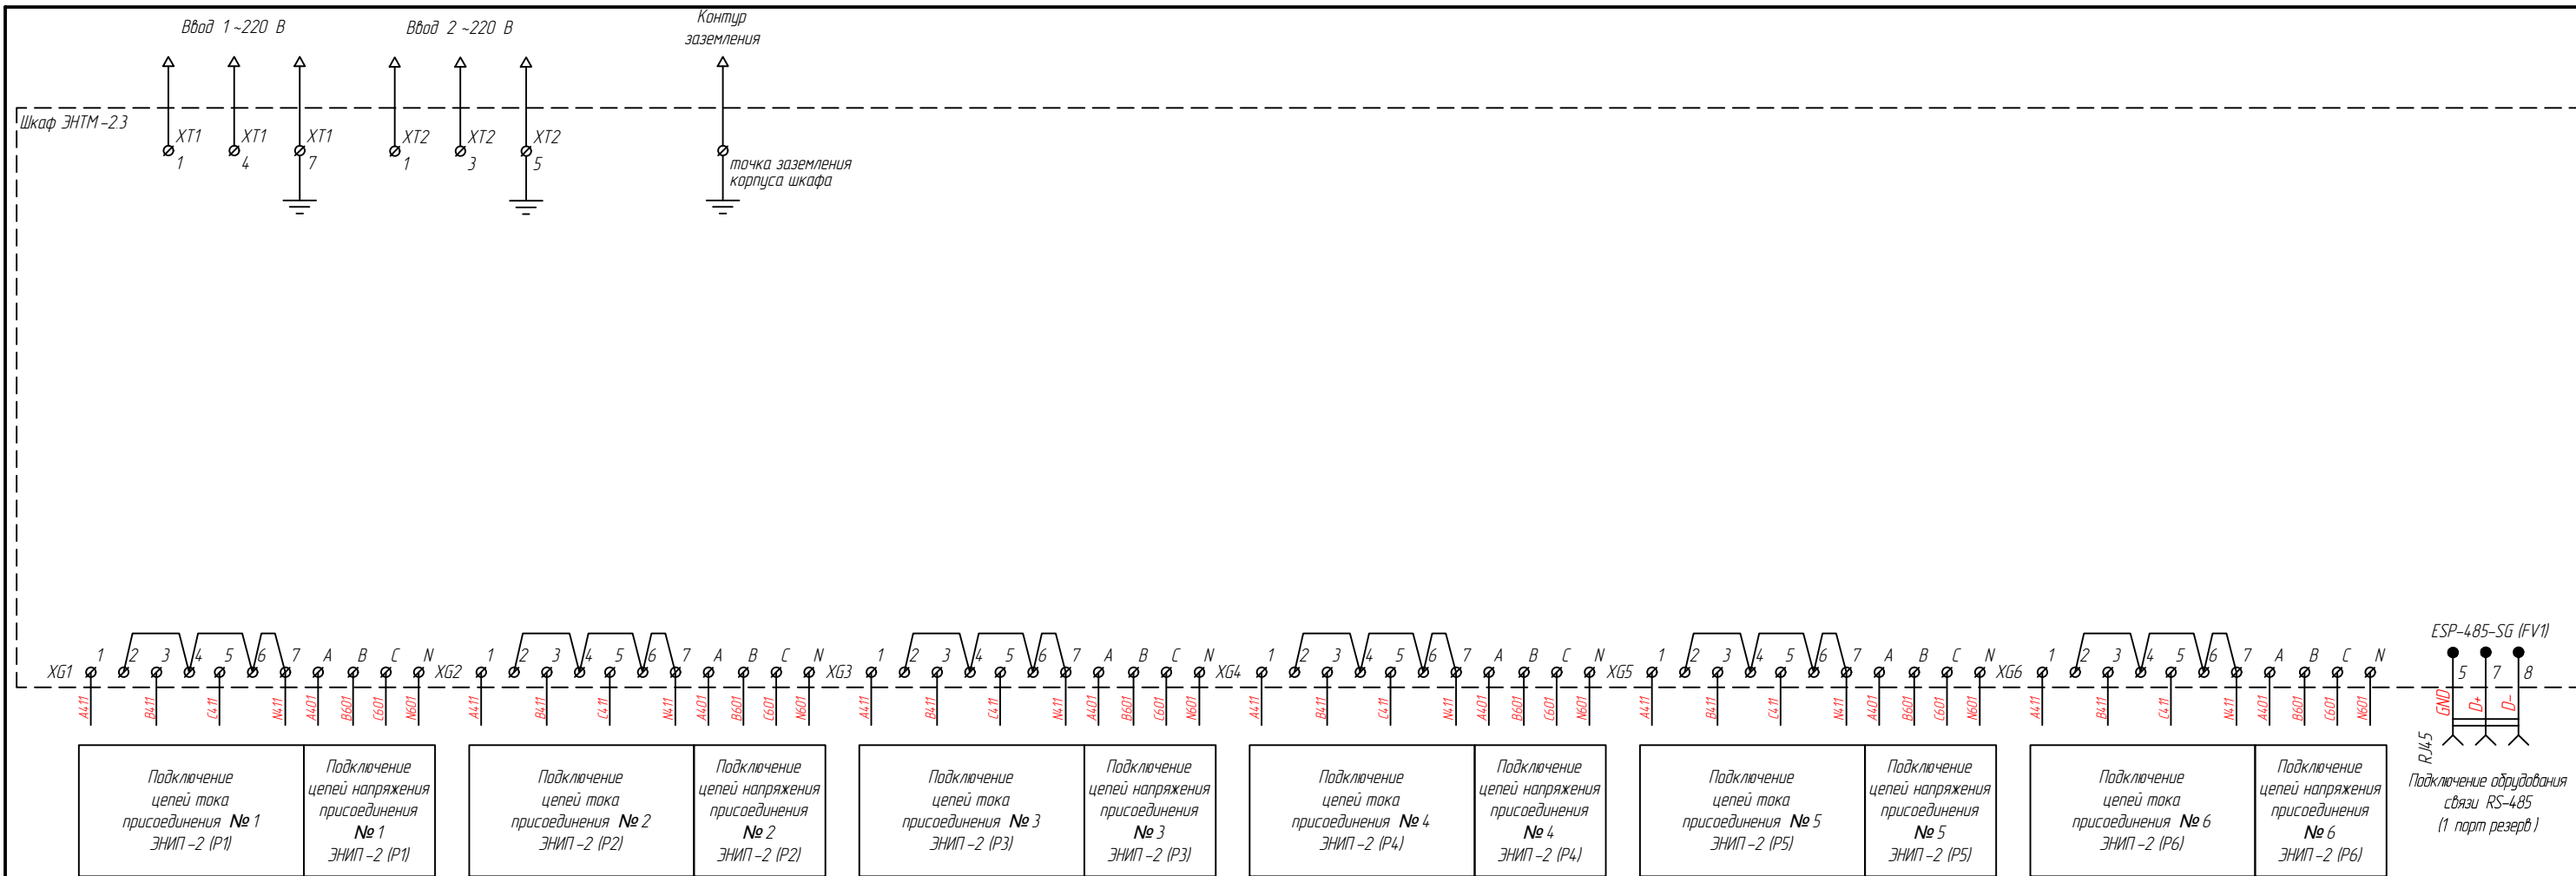 Ввод 1 ~220 В
Ввод 2 ~220 В
Контур
заземления
Шкаф ЭНТМ-2.3
XT1
XT1
XT1
XT2
XT2
XT2
1
4
7
1
3
5
точка заземления
корпуса шкафа
XG1 1 2 3 4 5 6 7 A B C N
XG2 1 2 3 4 5 6 7 A B C N
XG3 1 2 3 4 5 6 7 A B C N
XG4 1 2 3 4 5 6 7 A B C N
XG5 1 2 3 4 5 6 7 A B C N
XG6 1 2 3 4 5 6 7 A B C N
ESP-485-SG (FV1)
5 7 8
A411 B411 C411 N411 A401 B601 C601 N601
A411 B411 C411 N411 A401 B601 C601 N601
A411 B411 C411 N411 A401 B601 C601 N601
A411 B411 C411 N411 A401 B601 C601 N601
A411 B411 C411 N411 A401 B601 C601 N601
A411 B411 C411 N411 A401 B601 C601 N601
GND D+ D-
RJ45
Подключение
цепей тока
присоединения № 1
ЭНИП-2 (P1)
Подключение
цепей напряжения
присоединения
№ 1
ЭНИП-2 (P1)
Подключение
цепей тока
присоединения № 2
ЭНИП-2 (P2)
Подключение
цепей напряжения
присоединения
№ 2
ЭНИП-2 (P2)
Подключение
цепей тока
присоединения № 3
ЭНИП-2 (P3)
Подключение
цепей напряжения
присоединения
№ 3
ЭНИП-2 (P3)
Подключение
цепей тока
присоединения № 4
ЭНИП-2 (P4)
Подключение
цепей напряжения
присоединения
№ 4
ЭНИП-2 (P4)
Подключение
цепей тока
присоединения № 5
ЭНИП-2 (P5)
Подключение
цепей напряжения
присоединения
№ 5
ЭНИП-2 (P5)
Подключение
цепей тока
присоединения № 6
ЭНИП-2 (P6)
Подключение
цепей напряжения
присоединения
№ 6
ЭНИП-2 (P6)
Подключение обрудования
связи RS-485
(1 порт резерв)